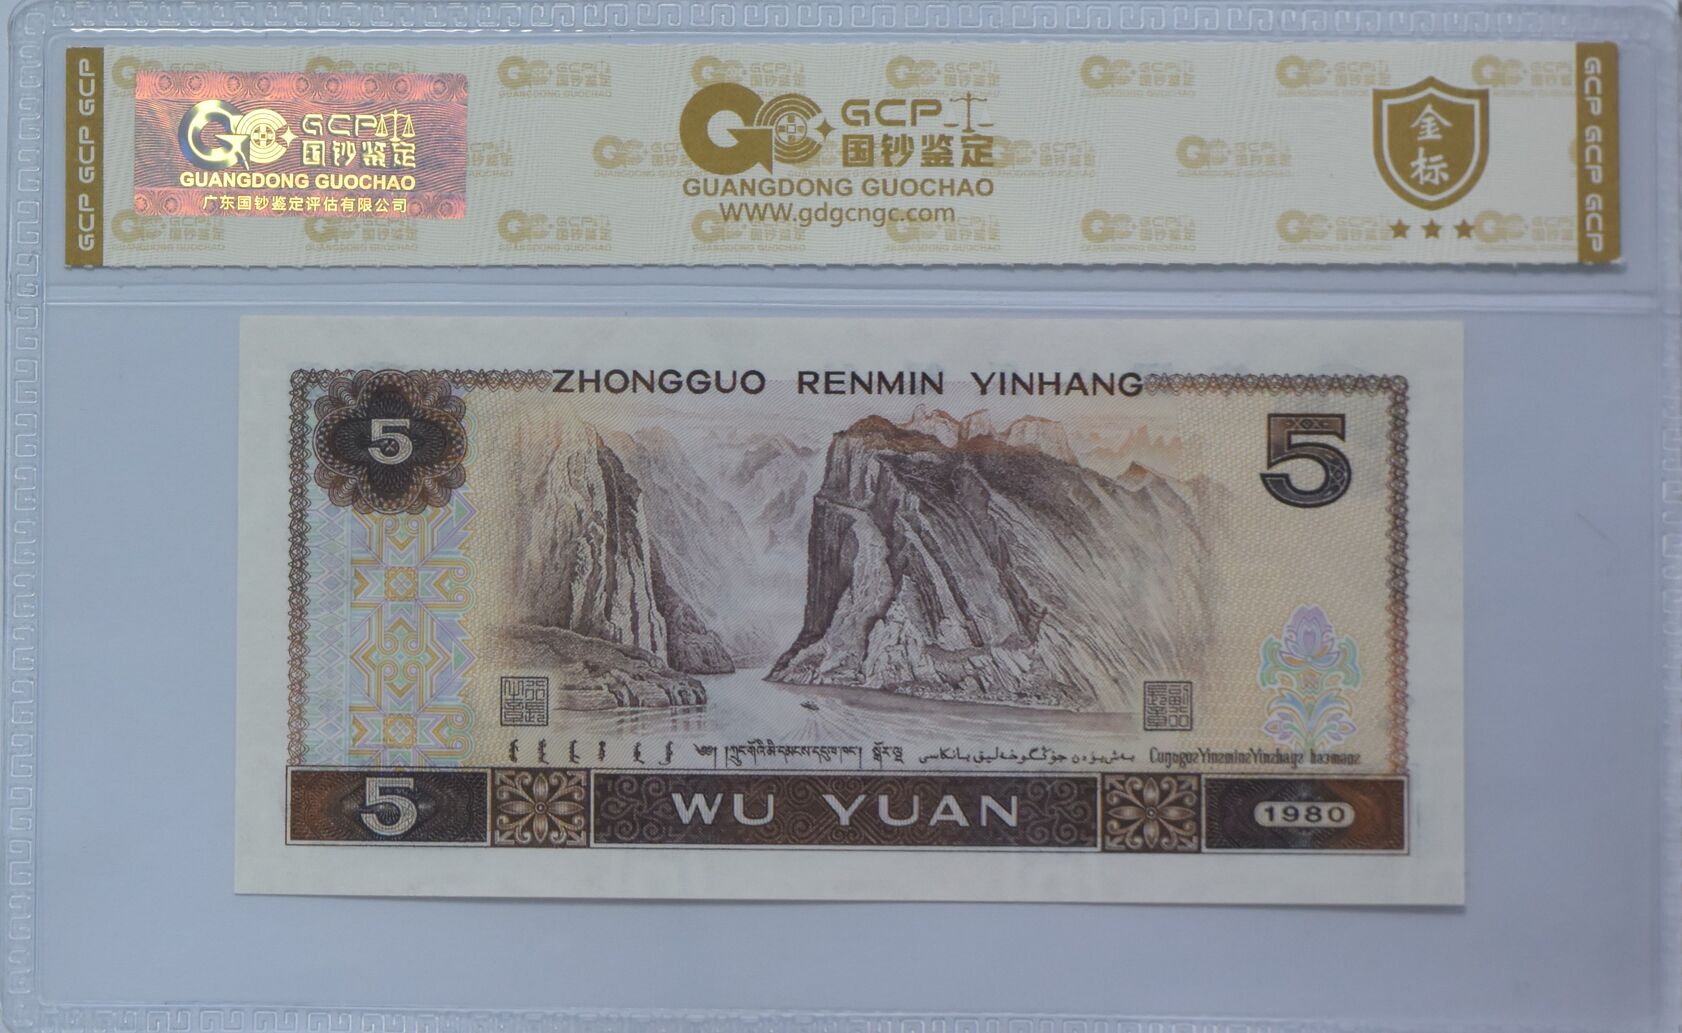 GCP GCP GCP
GCP
国钞鉴定
GUANGDONG GUOCHAO
广东国钞鉴定评估有限公司
GCP
国钞鉴定
GUANGDONG GUOCHAO
WWW.gdgcngc.com
金
标
GCP GCP GCP
ZHONGGUO RENMIN YINHANG
5
5
5
WU YUAN
1980